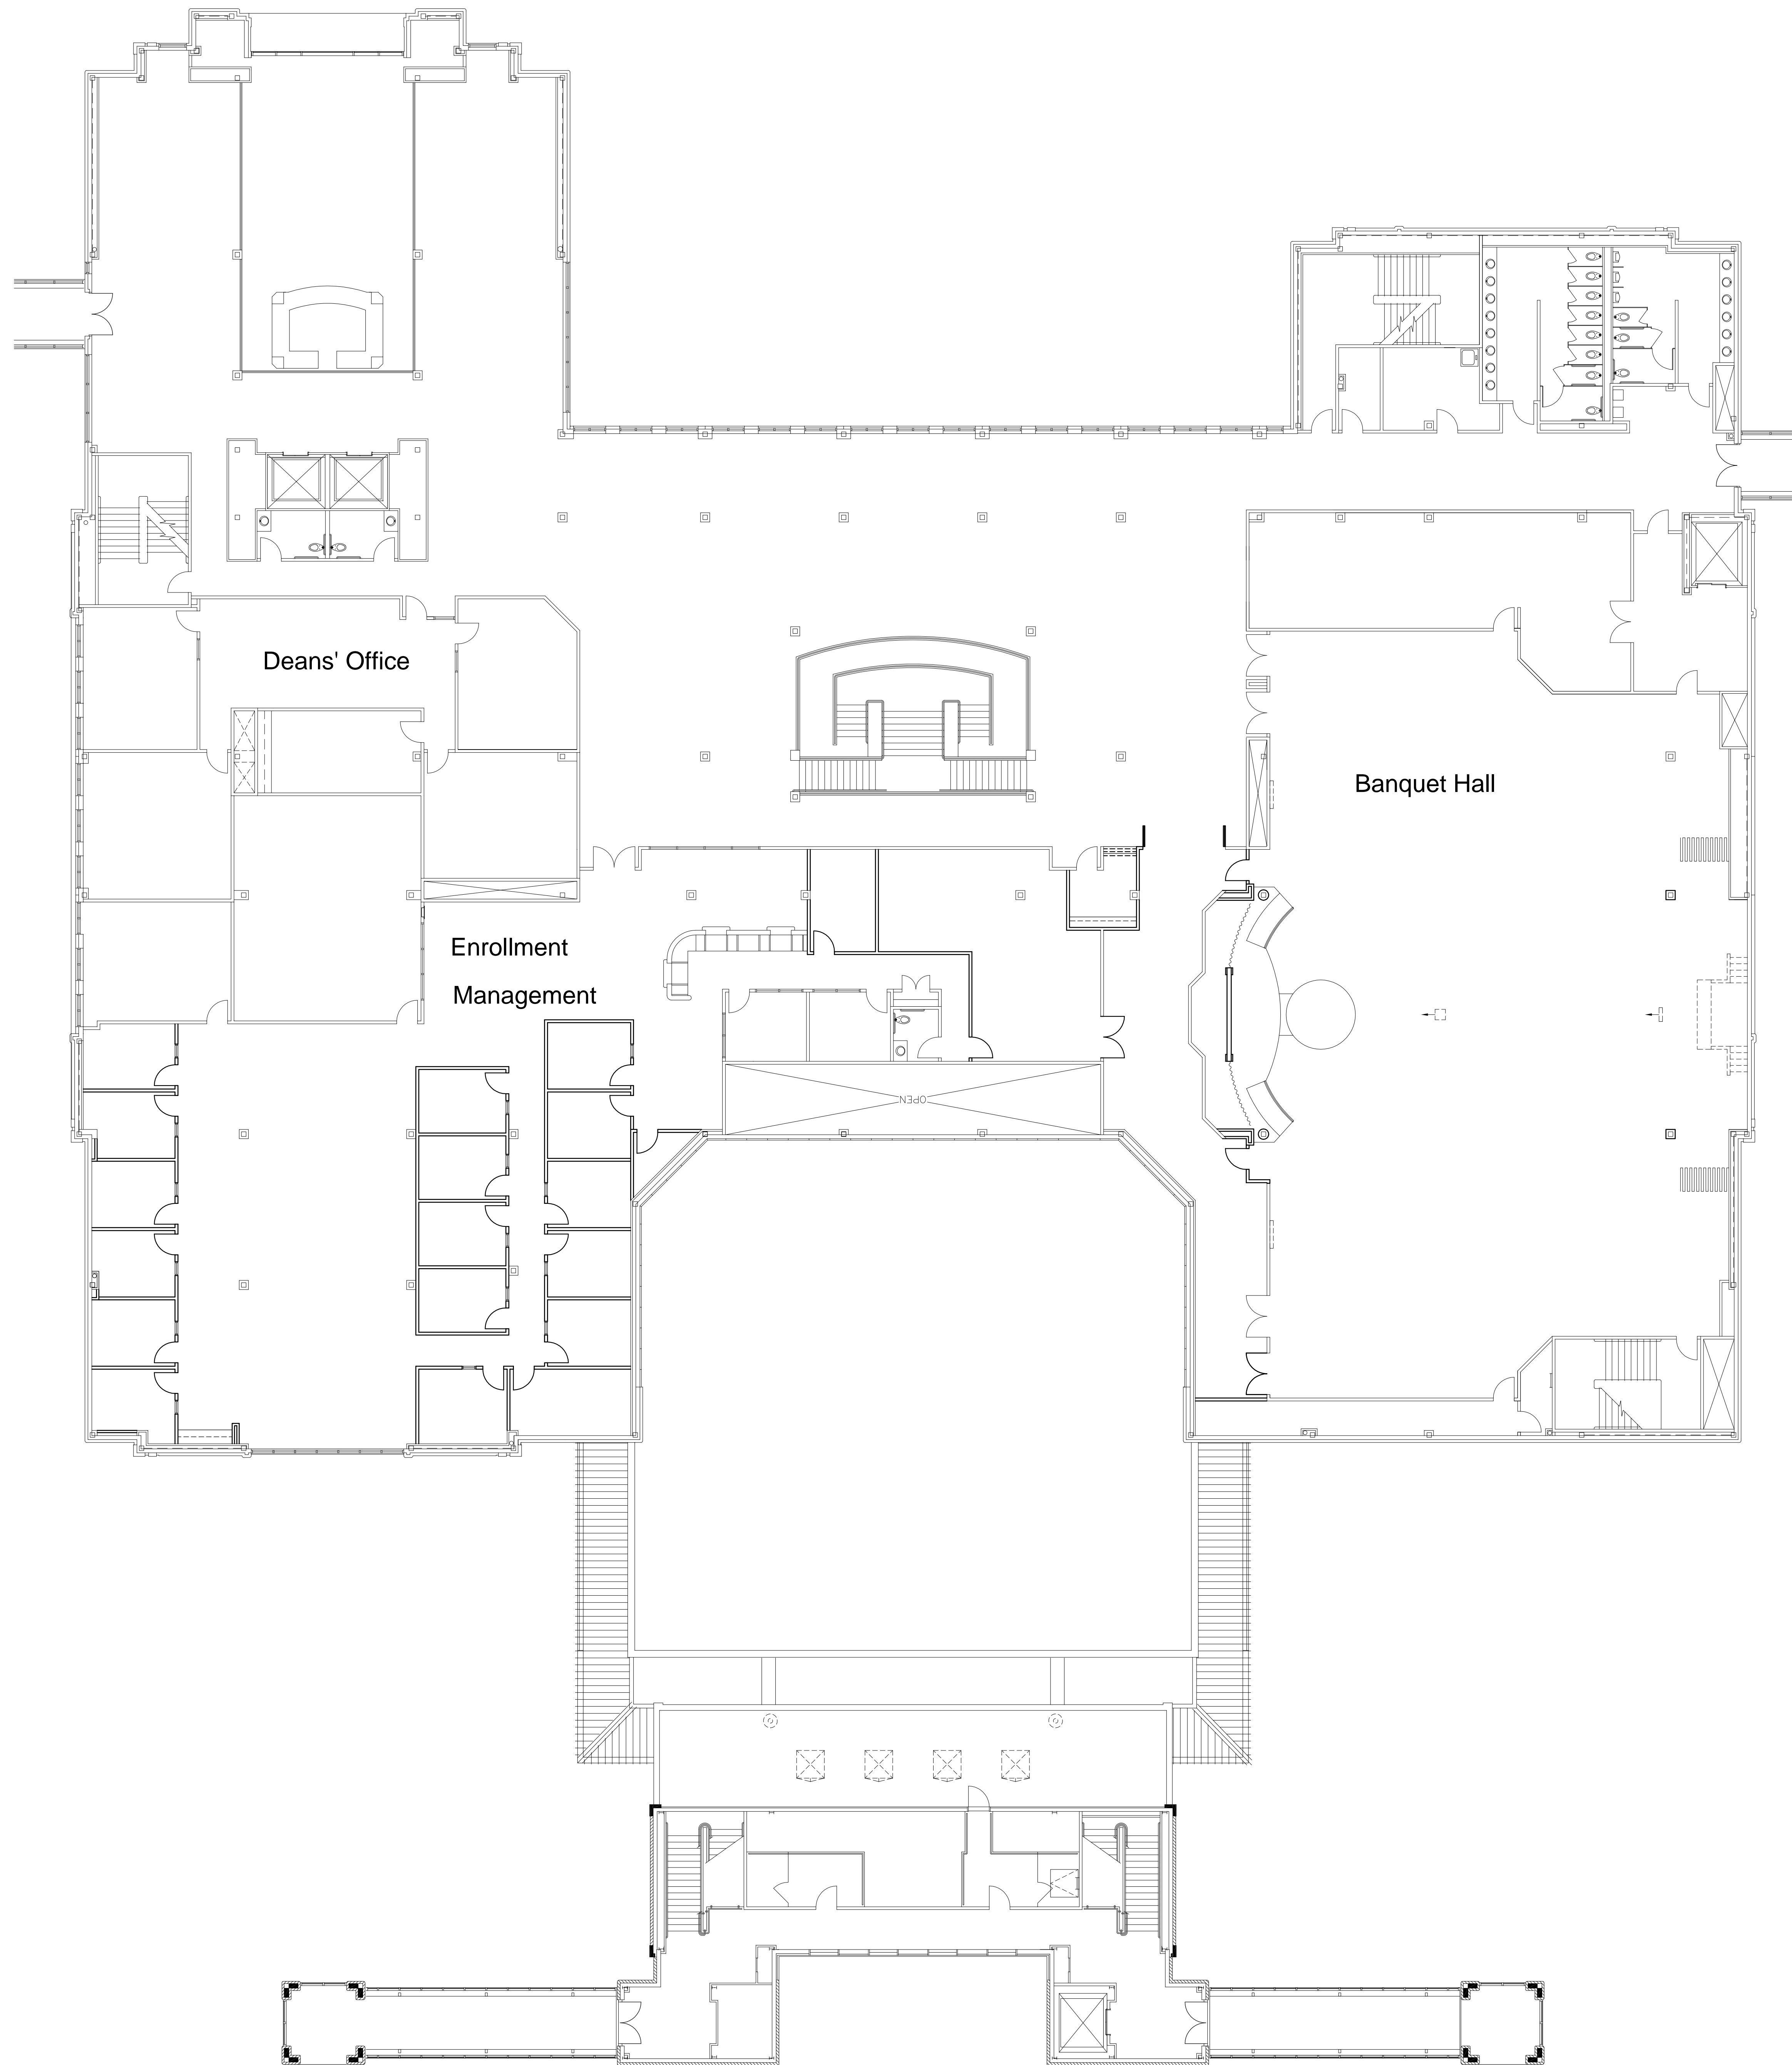 Deans' Office
Banquet Hall
Enrollment
Management
OPEN